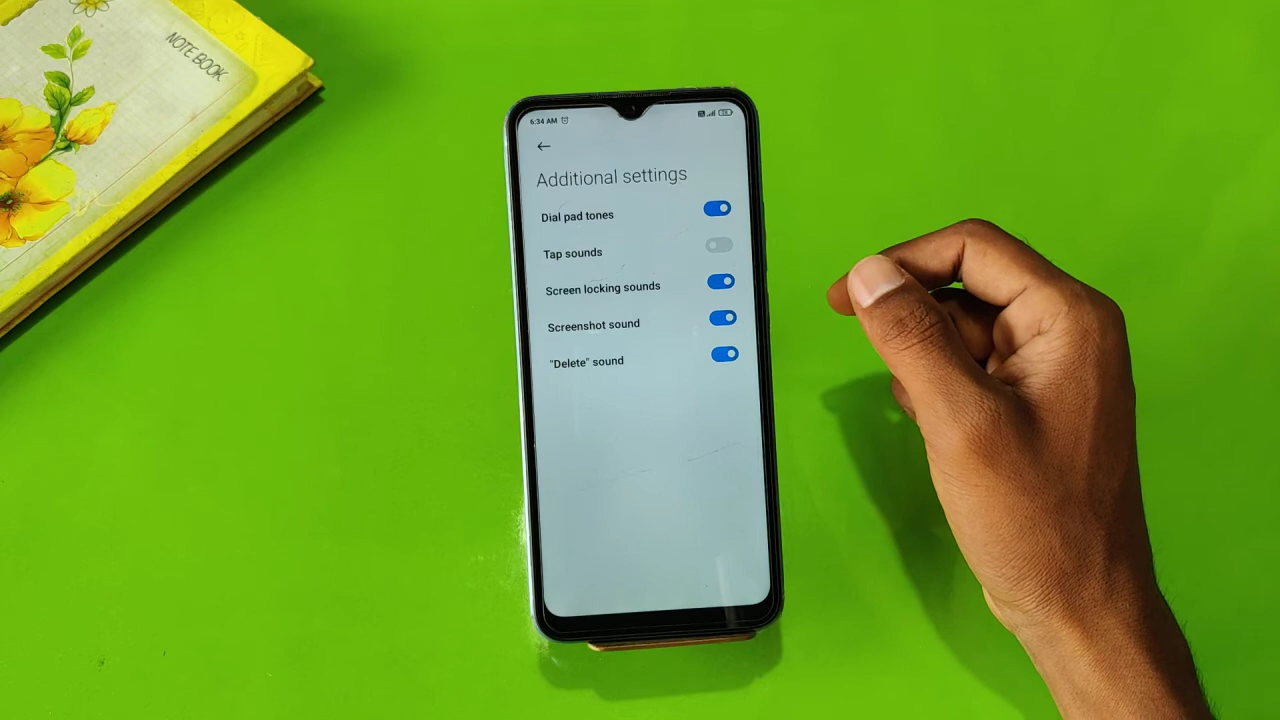 NOTE BOOK
6:34 AM
Additional settings
Dial pad tones
Tap sounds
Screen locking sounds
Screenshot sound
"Delete" sound